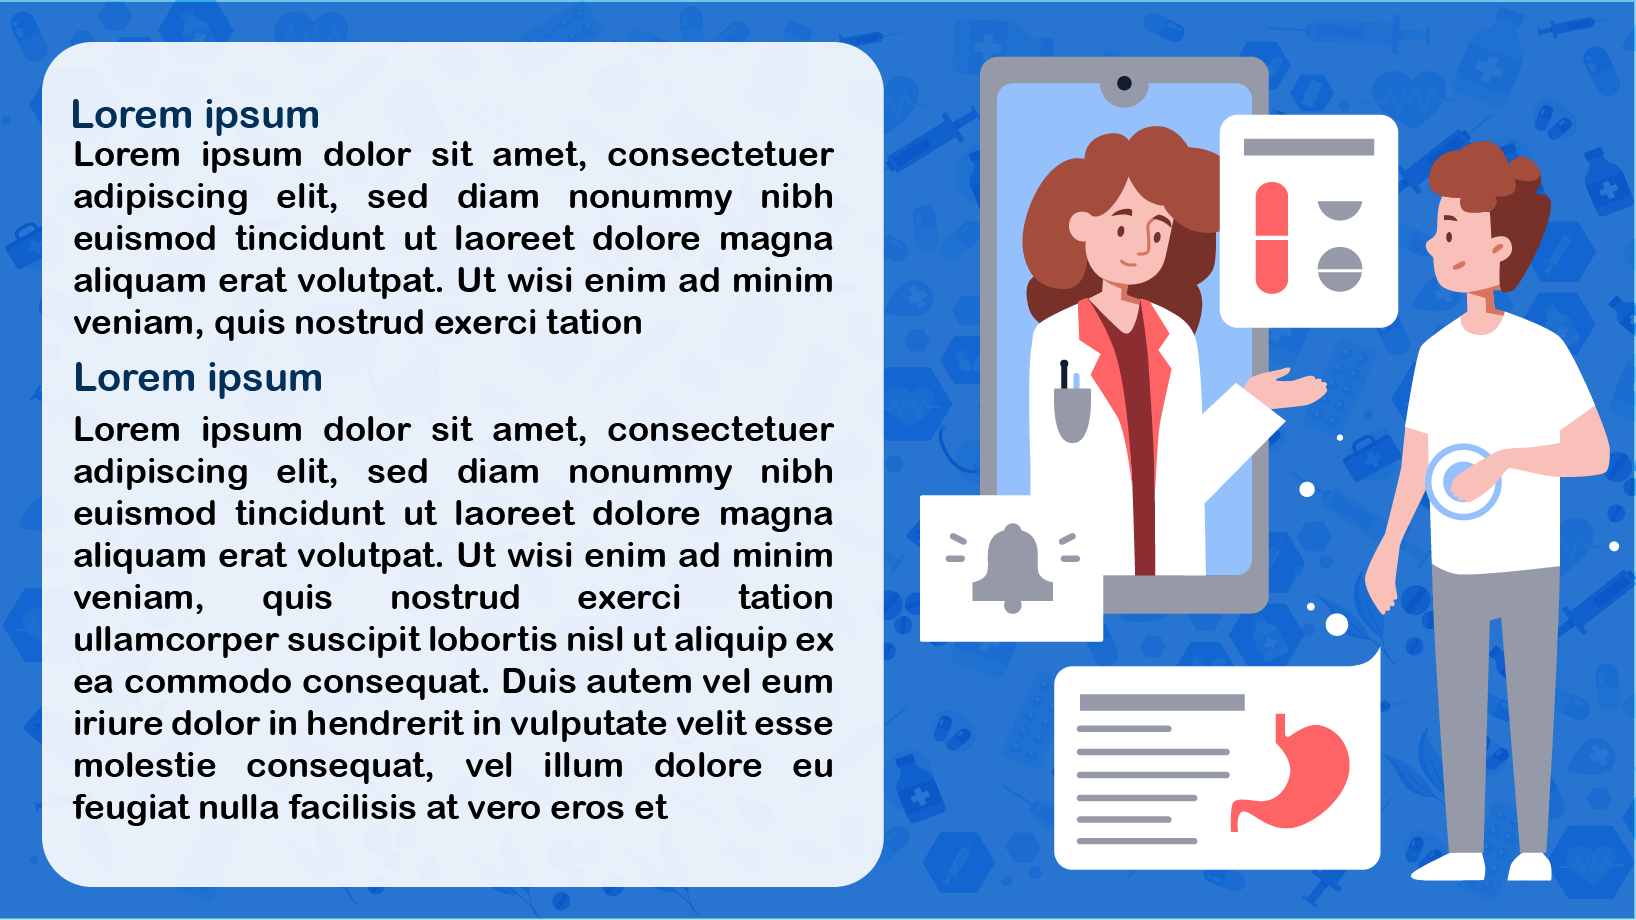 Lorem ipsum
Lorem ipsum dolor sit amet, consectetuer
adipiscing elit, sed diam nonummy nibh
euismod tincidunt ut laoreet dolore magna
aliquam erat volutpat. Ut wisi enim ad minim
veniam, quis nostrud exerci tation
Lorem ipsum
Lorem ipsum dolor sit amet, consectetuer
adipiscing elit, sed diam nonummy nibh
euismod tincidunt ut laoreet dolore magna
aliquam erat volutpat. Ut wisi enim ad minim
veniam, quis nostrud exerci tation
ullamcorper suscipit lobortis nisl ut aliquip ex
ea commodo consequat. Duis autem vel eum
iriure dolor in hendrerit in vulputate velit esse
molestie consequat, vel illum dolore eu
feugiat nulla facilisis at vero eros et